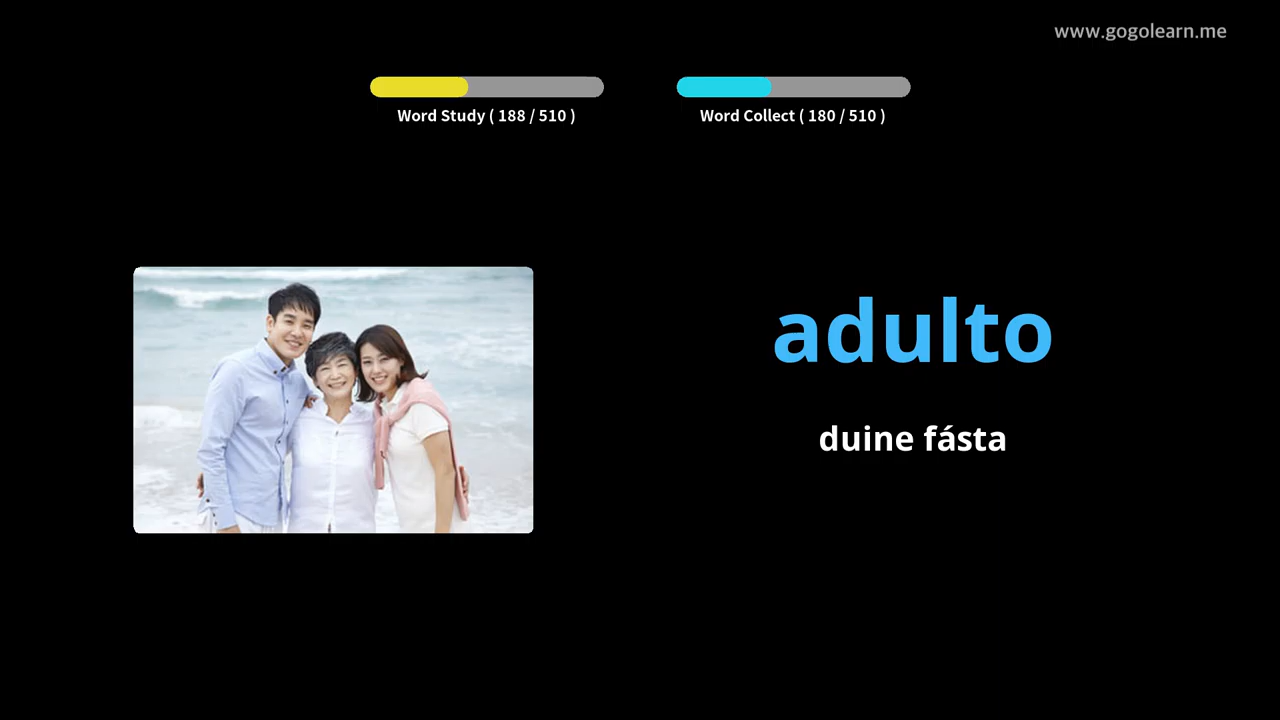 www.gogolearn.me
Word Study ( 188 / 510 )
Word Collect ( 180 / 510 )
adulto
duine fásta